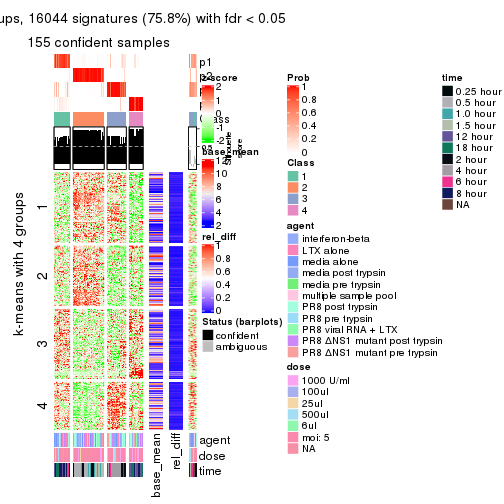 ups, 16044 signatures (75.8%) with fdr < 0.05
155 confident samples
p1
Class
k-means with 4 groups
1
2
3
4
agent
dose
time
base_mean
rel_diff
z-score
2
1
0
-1
-2
base_mean
12
10
8
6
4
2
rel_diff
1
0.8
0.6
0.4
0.2
0
Status (barplots)
confident
ambiguous
Prob
1
0.8
0.6
0.4
0.2
0
Class
1
2
3
4
agent
interferon-beta
LTX alone
media alone
media post trypsin
media pre trypsin
multiple sample pool
PR8 post trypsin
PR8 pre trypsin
PR8 viral RNA + LTX
PR8 ΔNS1 mutant post trypsin
PR8 ΔNS1 mutant pre trypsin
dose
1000 U/ml
100ul
25ul
500ul
6ul
moi: 5
NA
time
0.25 hour
0.5 hour
1.0 hour
1.5 hour
12 hour
18 hour
2 hour
4 hour
6 hour
8 hour
NA